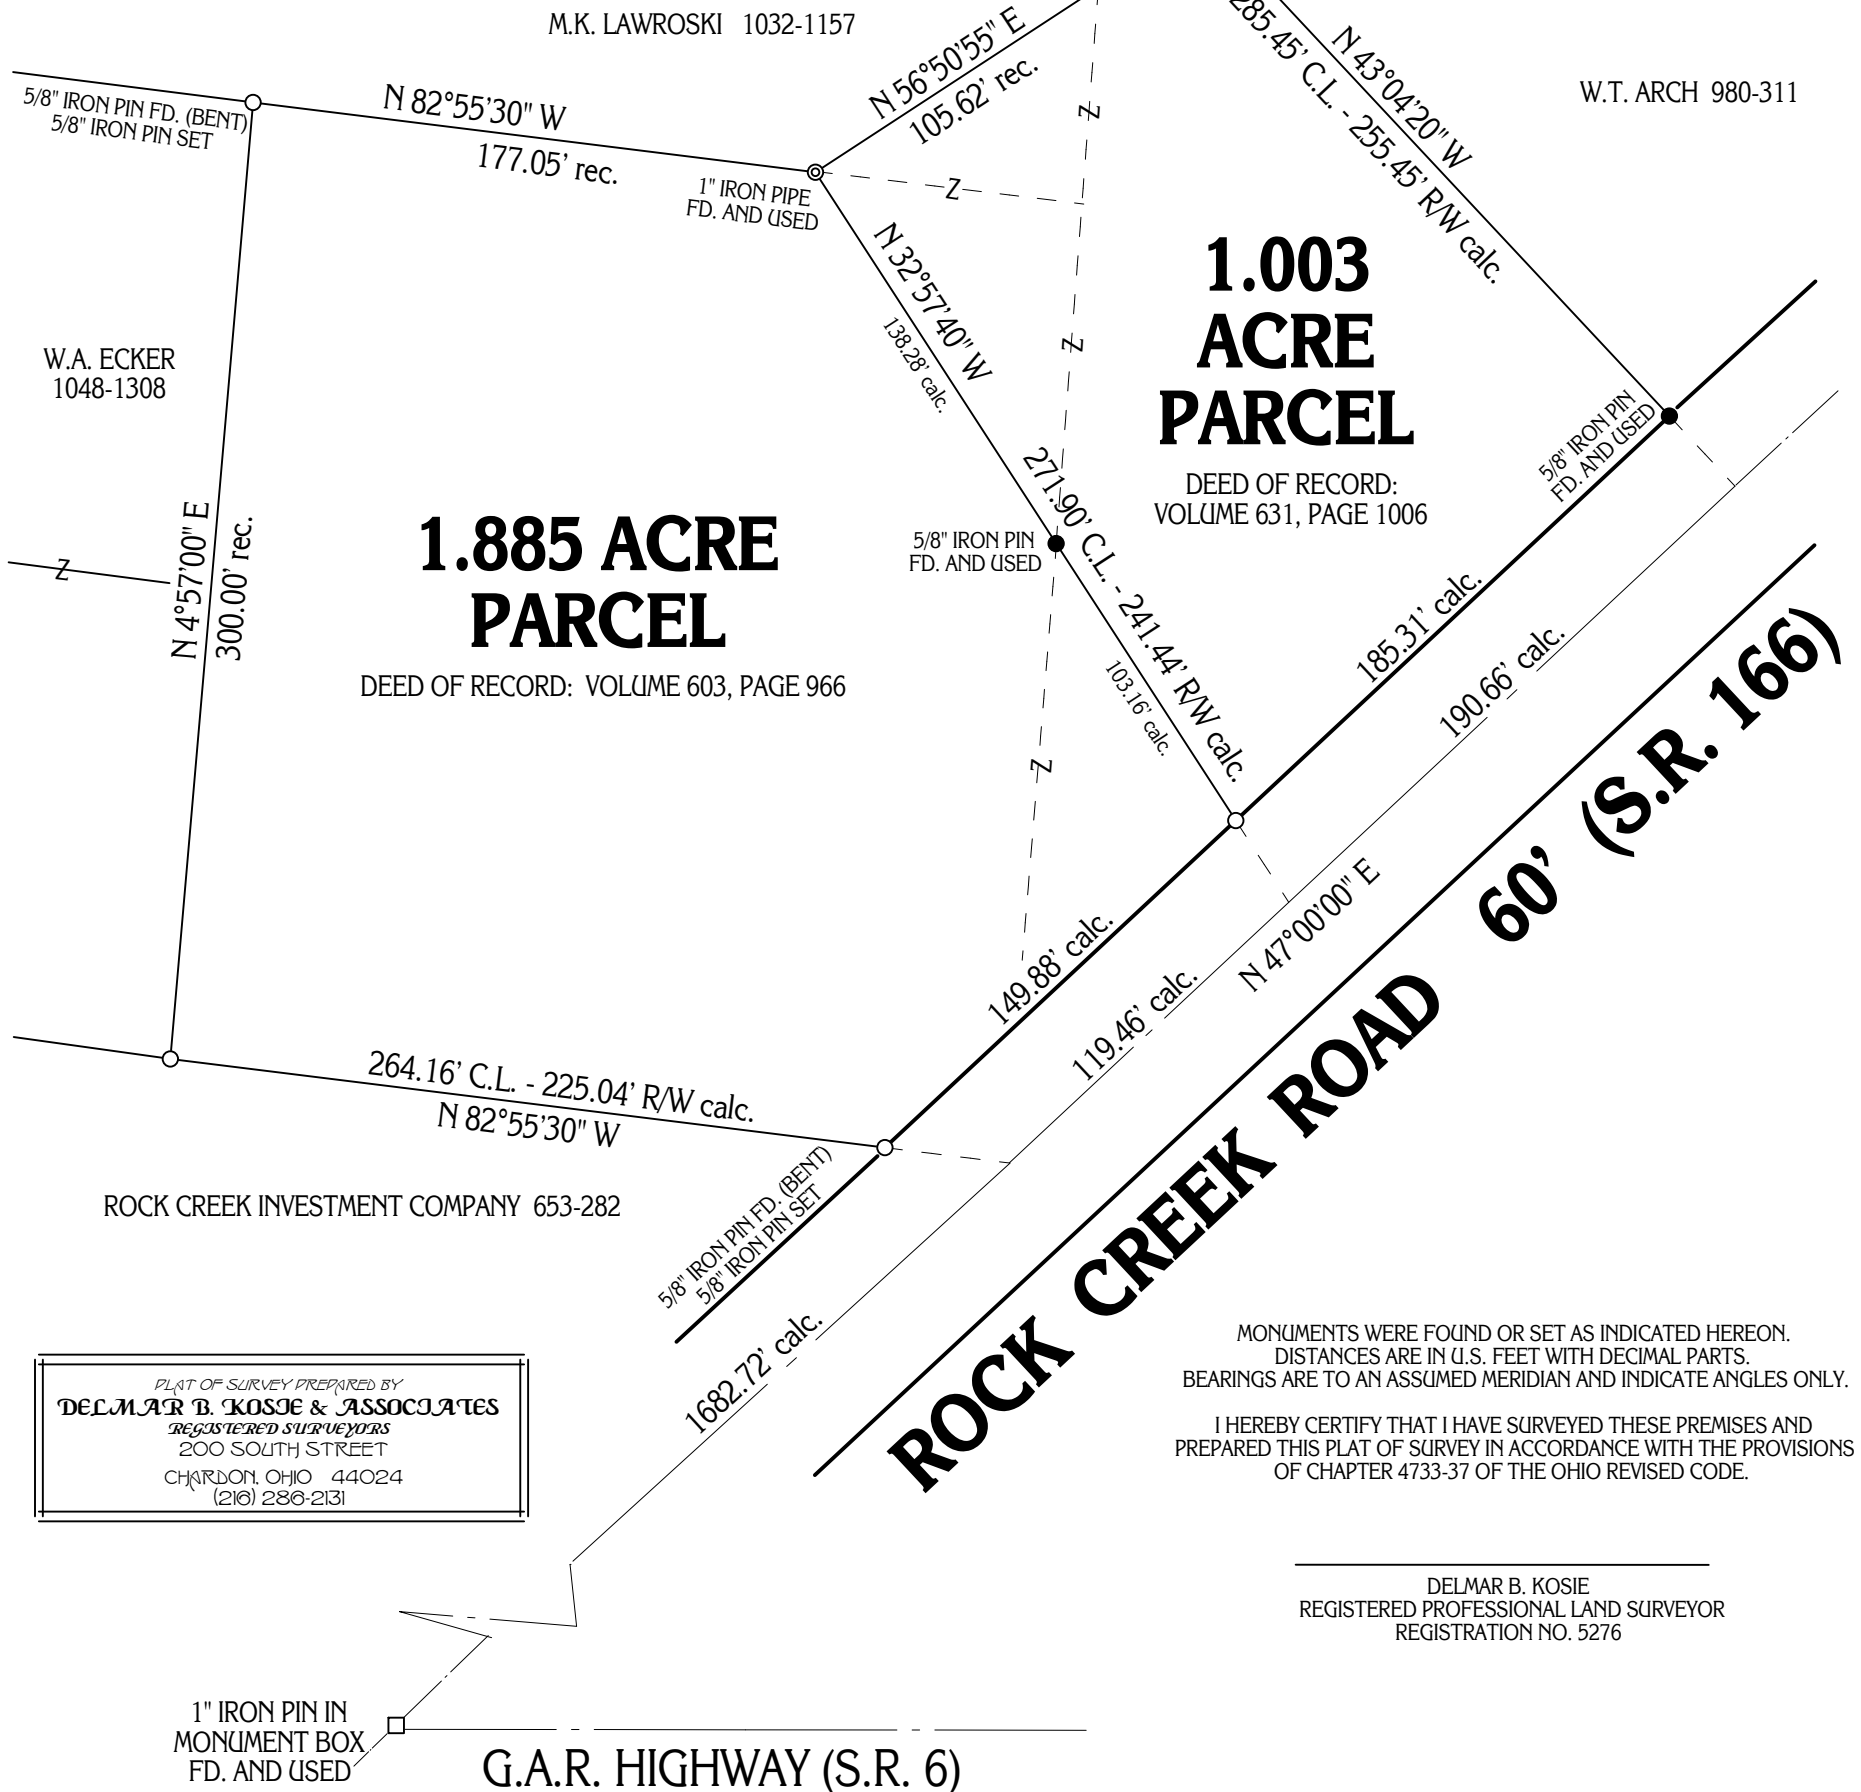 M.K. LAWROSKI 1032-1157
N 56°50'55" E
105.62' rec.
285.45' C.L. - 255.45' R/W calc.
N 43°04'20" W
W.T. ARCH 980-311
5/8" IRON PIN FD. (BENT)
5/8" IRON PIN SET
N 82°55'30" W
177.05' rec.
1" IRON PIPE
FD. AND USED
Z
Z
N 32°57'40" W
138.28' calc.
Z
1.003
ACRE
PARCEL
DEED OF RECORD:
VOLUME 631, PAGE 1006
W.A. ECKER
1048-1308
5/8" IRON PIN
FD. AND USED
N 4°57'00" E
300.00' rec.
Z
1.885 ACRE
PARCEL
DEED OF RECORD: VOLUME 603, PAGE 966
5/8" IRON PIN
FD. AND USED
271.90' C.L. - 241.44' R/W calc.
103.16' calc.
Z
185.31' calc.
190.66' calc.
149.88' calc.
119.46' calc.
N 47°00'00" E
ROCK CREEK ROAD 60' (S.R. 166)
264.16' C.L. - 225.04' R/W calc.
N 82°55'30" W
ROCK CREEK INVESTMENT COMPANY 653-282
5/8" IRON PIN FD. (BENT)
5/8" IRON PIN SET
1682.72' calc.
MONUMENTS WERE FOUND OR SET AS INDICATED HEREON.
DISTANCES ARE IN U.S. FEET WITH DECIMAL PARTS.
BEARINGS ARE TO AN ASSUMED MERIDIAN AND INDICATE ANGLES ONLY.
I HEREBY CERTIFY THAT I HAVE SURVEYED THESE PREMISES AND
PREPARED THIS PLAT OF SURVEY IN ACCORDANCE WITH THE PROVISIONS
OF CHAPTER 4733-37 OF THE OHIO REVISED CODE.
PLAT OF SURVEY PREPARED BY
DELMAR B. KOSIE & ASSOCIATES
REGISTERED SURVEYORS
200 SOUTH STREET
CHARDON, OHIO 44024
(216) 286-2131
DELMAR B. KOSIE
REGISTERED PROFESSIONAL LAND SURVEYOR
REGISTRATION NO. 5276
1" IRON PIN IN
MONUMENT BOX
FD. AND USED
G.A.R. HIGHWAY (S.R. 6)